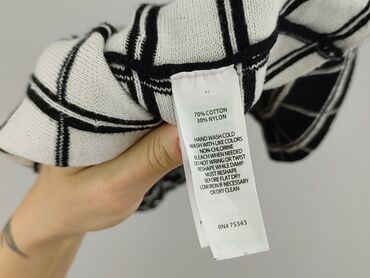 70% COTTON
30% NYLON
HAND WASH COLD
WASH WITH LIKE COLORS
NON-CHLORINE
BLEACH WHEN NEEDED
DO NOT WRING OR TWIST
RESHAPE WHILE DAMP
MUST RESHAPE
BEFORE FLAT DRY
LOW IRON IF NECESSARY
OR DRY CLEAN
RN# 75343